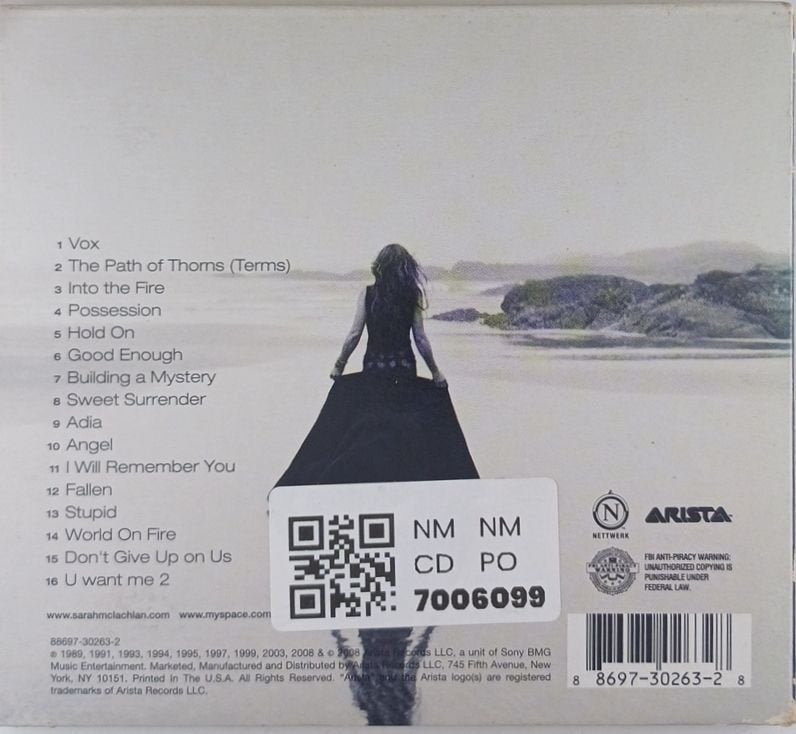 1 Vox
2 The Path of Thorns (Terms)
3 Into the Fire
4 Possession
5 Hold On
6 Good Enough
7 Building a Mystery
8 Sweet Surrender
9 Adia
10 Angel
11 I Will Remember You
12 Fallen
13 Stupid
14 World On Fire
15 Don't Give Up on Us
16 U want me 2
NM NM
CD PO
7006099
N
NETTWERK
ARISTA
FBI ANTI-PIRACY
WARNING
FBI ANTI-PIRACY WARNING:
UNAUTHORIZED COPYING IS
PUNISHABLE UNDER
FEDERAL LAW.
www.sarahmclachlan.com www.myspace.com
88697-30263-2
℗ 1989, 1991, 1993, 1994, 1995, 1997, 1999, 2003, 2008 & © 2008 Arista Records LLC, a unit of Sony BMG
Music Entertainment. Marketed, Manufactured and Distributed by Arista Records LLC, 745 Fifth Avenue, New
York, NY 10151. Printed In The U.S.A. All Rights Reserved. "Arista" and the Arista logo(s) are registered
trademarks of Arista Records LLC.
8 8697-30263-2 8